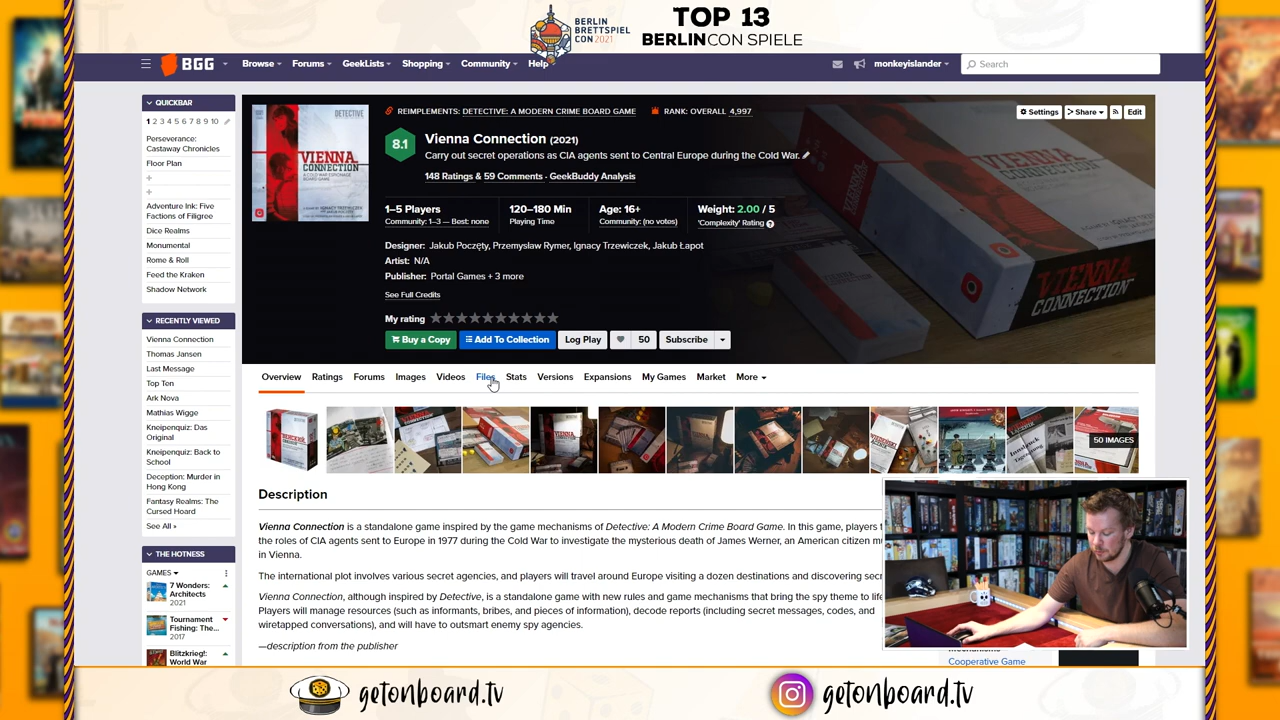 BERLIN
BRETTSPIEL
CON 2021
TOP 13
BERLINCON SPIELE
BGG
Browse
Forums
GeekLists
Shopping
Community
Help
monkeyislander
Search
QUICKBAR
1 2 3 4 5 6 7 8 9 10
Perseverance:
Castaway Chronicles
Floor Plan
Adventure Ink: Five
Factions of Filigree
Dice Realms
Monumental
Rome & Roll
Feed the Kraken
Shadow Network
RECENTLY VIEWED
Vienna Connection
Thomas Jansen
Last Message
Top Ten
Ark Nova
Mathias Wigge
Kneipenquiz: Das
Original
Kneipenquiz: Back to
School
Deception: Murder in
Hong Kong
Fantasy Realms: The
Cursed Hoard
See All »
THE HOTNESS
GAMES
7 Wonders:
Architects
2021
Tournament
Fishing: The...
2017
Blitzkrieg!:
World War
DETECTIVE
VIENNA
CONNECTION
REIMPLEMENTS: DETECTIVE: A MODERN CRIME BOARD GAME
RANK: OVERALL 4,997
Settings
Share
Edit
8.1
Vienna Connection (2021)
Carry out secret operations as CIA agents sent to Central Europe during the Cold War.
148 Ratings & 59 Comments · GeekBuddy Analysis
1–5 Players
Community: 1–3 — Best: none
120–180 Min
Playing Time
Age: 16+
Community: (no votes)
Weight: 2.00 / 5
'Complexity' Rating
Designer: Jakub Poczęty, Przemysław Rymer, Ignacy Trzewiczek, Jakub Łapot
Artist: N/A
Publisher: Portal Games + 3 more
See Full Credits
My rating
Buy a Copy
Add To Collection
Log Play
50
Subscribe
VIENNA
CONNECTION
Overview
Ratings
Forums
Images
Videos
Files
Stats
Versions
Expansions
My Games
Market
More
50 IMAGES
Description
Vienna Connection is a standalone game inspired by the game mechanisms of Detective: A Modern Crime Board Game. In this game, players
the roles of CIA agents sent to Europe in 1977 during the Cold War to investigate the mysterious death of James Werner, an American citizen
in Vienna.
The international plot involves various secret agencies, and players will travel around Europe visiting a dozen destinations and discovering
Vienna Connection, although inspired by Detective, is a standalone game with new rules and game mechanisms that bring the spy theme to
Players will manage resources (such as informants, bribes, and pieces of information), decode reports (including secret messages, codes, and
wiretapped conversations), and will have to outsmart enemy spy agencies.
—description from the publisher
Cooperative Game
getonboard.tv
getonboard.tv